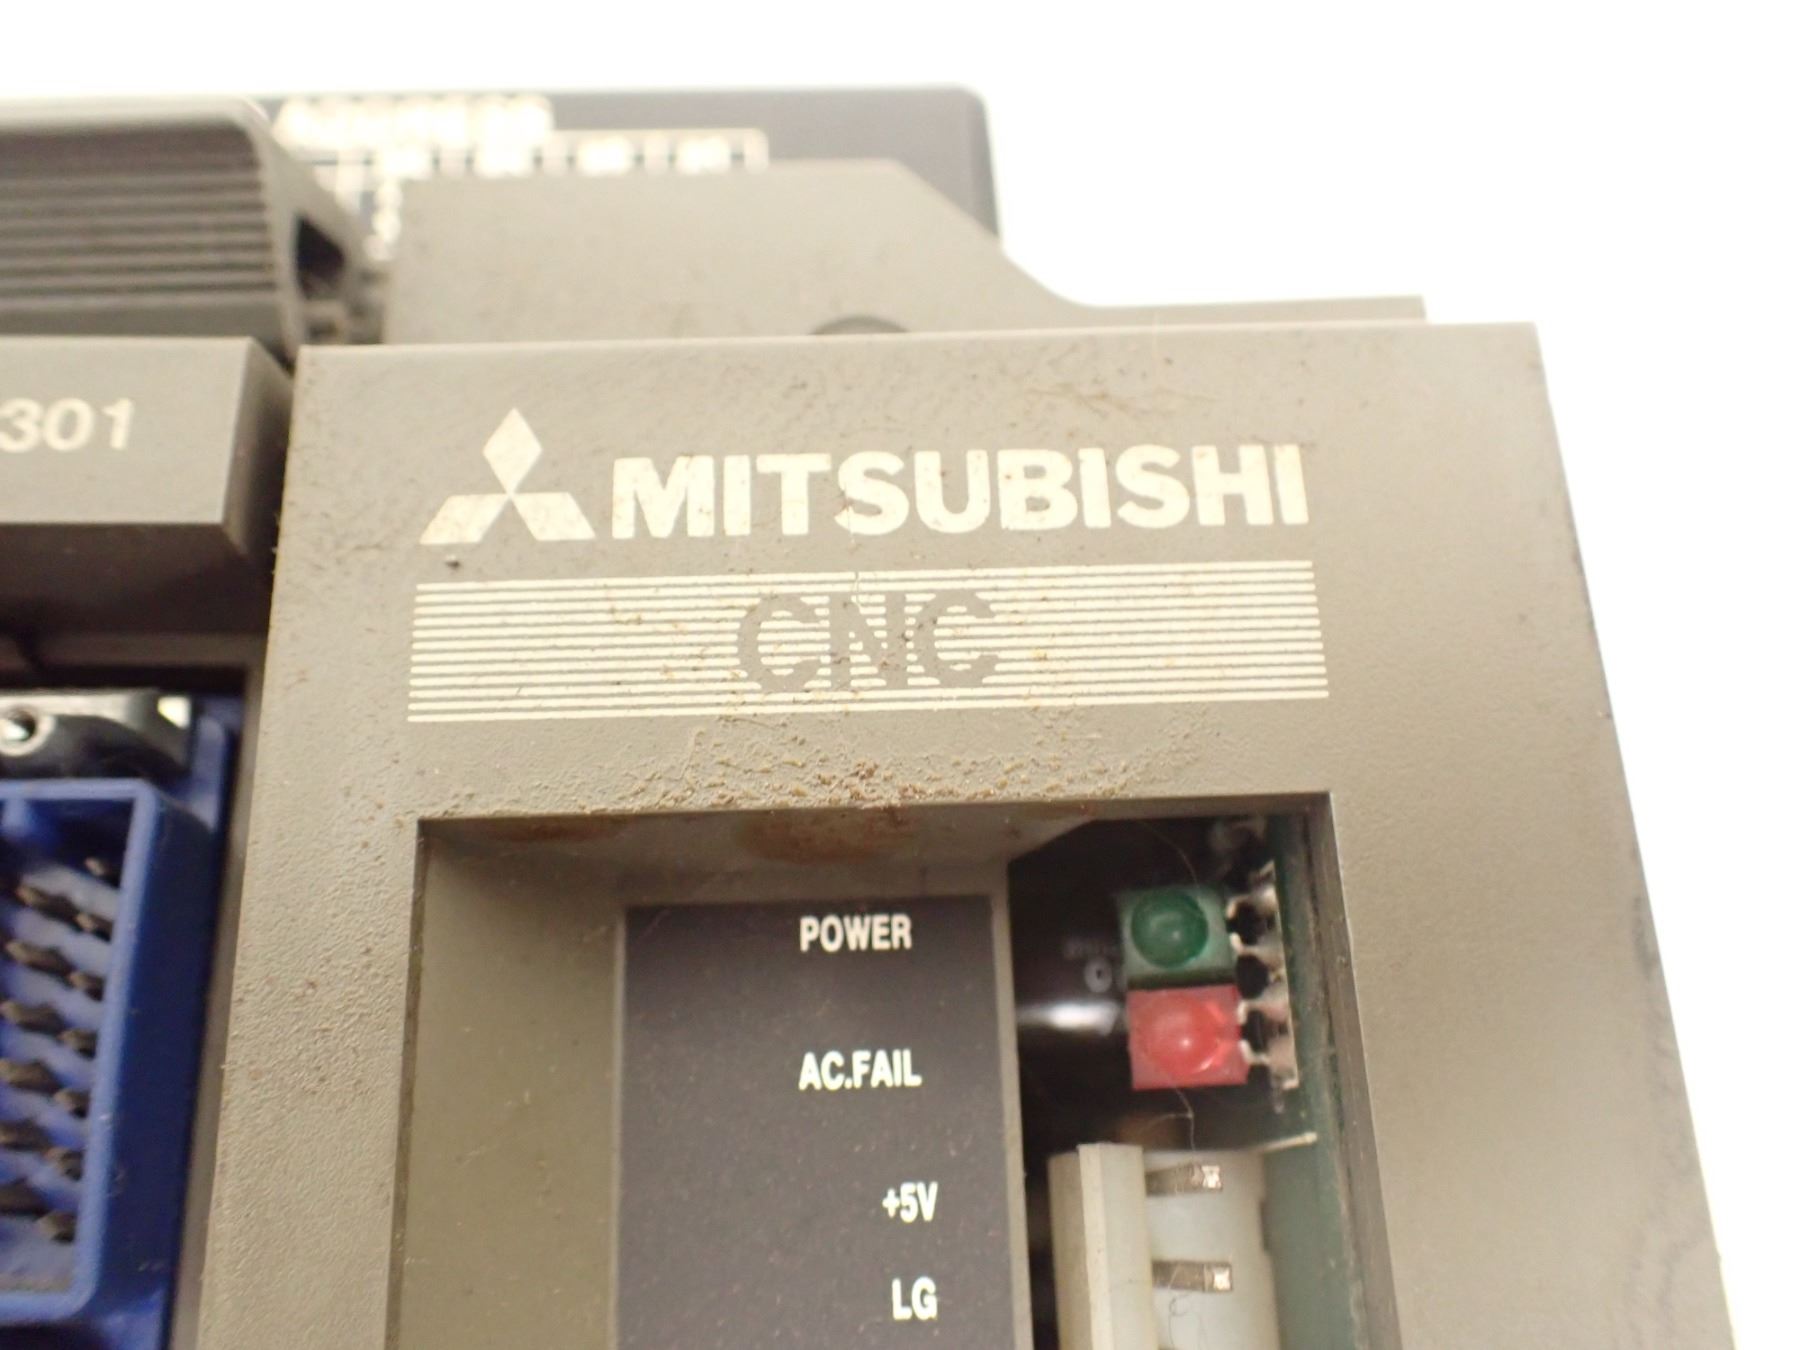 301
MITSUBISHI
CNC
POWER
AC.FAIL
+5V
LG